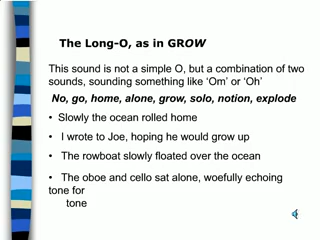 The Long-O, as in GROW
This sound is not a simple O, but a combination of two
sounds, sounding something like ‘Om’ or ‘Oh’
No, go, home, alone, grow, solo, notion, explode
• Slowly the ocean rolled home
• I wrote to Joe, hoping he would grow up
• The rowboat slowly floated over the ocean
• The oboe and cello sat alone, woefully echoing
tone for
tone